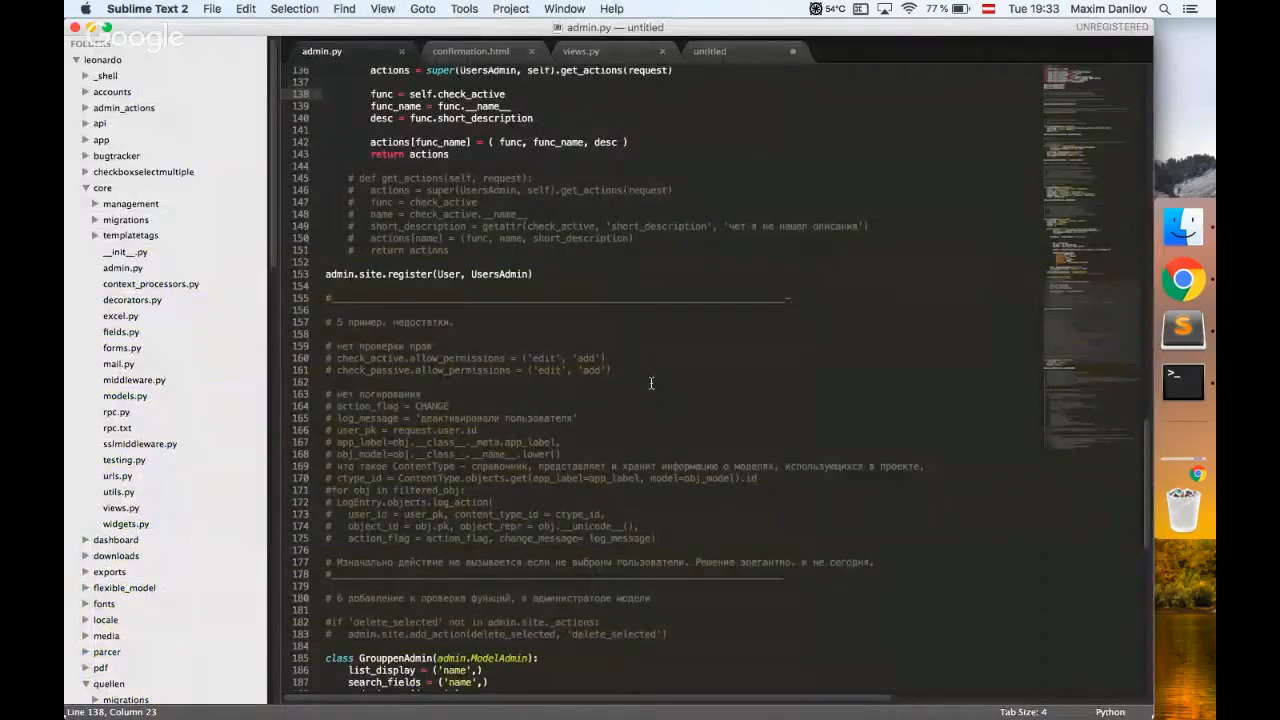 Sublime Text 2 File Edit Selection Find View Goto Tools Project Window Help 54°C 77 % Tue 19:33 Maxim Danilov
admin.py — untitled UNREGISTERED
Google
FOLDERS
leonardo
_shell
accounts
admin_actions
api
app
bugtracker
checkboxselectmultiple
core
management
migrations
templatetags
__init__.py
admin.py
context_processors.py
decorators.py
excel.py
fields.py
forms.py
mail.py
middleware.py
models.py
rpc.py
rpc.txt
sslmiddleware.py
testing.py
urls.py
utils.py
views.py
widgets.py
dashboard
downloads
exports
flexible_model
fonts
locale
media
parcer
pdf
quellen
migrations
admin.py confirmation.html views.py untitled
136 actions = super(UsersAdmin, self).get_actions(request)
137
138 func = self.check_active
139 func_name = func.__name__
140 desc = func.short_description
141
142 actions[func_name] = ( func, func_name, desc )
143 return actions
144
145 # def get_actions(self, request):
146 # actions = super(UsersAdmin, self).get_actions(request)
147 # func = check_active
148 # name = check_active.__name__
149 # short_description = getattr(check_active, 'short_description', 'чет я не нашел описания')
150 # actions[name] = (func, name, short_description)
151 # return actions
152
153 admin.site.register(User, UsersAdmin)
154
155 #___________________________________________________________________________—
156
157 # 5 пример. недостатки.
158
159 # нет проверки прав
160 # check_active.allow_permissions = ('edit', 'add')
161 # check_passive.allow_permissions = ('edit', 'add')
162
163 # нет логирования
164 # action_flag = CHANGE
165 # log_message = 'деактивировали пользователя'
166 # user_pk = request.user.id
167 # app_label=obj.__class__._meta.app_label,
168 # obj_model=obj.__class__.__name__.lower()
169 # что такое ContentType – справочник, представляет и хранит информацию о моделях, использующихся в проекте,
170 # ctype_id = ContentType.objects.get(app_label=app_label, model=obj_model).id
171 #for obj in filtered_obj:
172 # LogEntry.objects.log_action(
173 # user_id = user_pk, content_type_id = ctype_id,
174 # object_id = obj.pk, object_repr = obj.__unicode__(),
175 # action_flag = action_flag, change_message= log_message)
176
177 # Изначально действие не вызывается если не выбраны пользователи. Решение элегантно. и не сегодня.
178 #___________________________________________________________________________
179
180 # 6 добавление и проверка функций, в администраторе модели
181
182 #if 'delete_selected' not in admin.site._actions:
183 # admin.site.add_action(delete_selected, 'delete_selected')
184
185 class GrouppenAdmin(admin.ModelAdmin):
186 list_display = ('name',)
187 search_fields = ('name',)
Line 138, Column 23 Tab Size: 4 Python